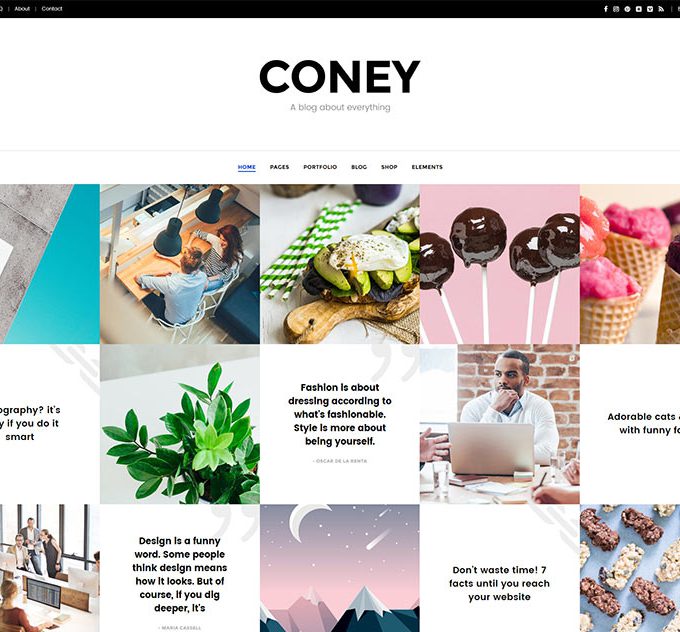 About | Contact
CONEY
A blog about everything
HOME PAGES PORTFOLIO BLOG SHOP ELEMENTS
Fashion is about
dressing according to
what's fashionable.
Style is more about
being yourself.
- OSCAR DE LA RENTA
ography? it's
y if you do it
smart
Adorable cats &
with funny fa
Design is a funny
word. Some people
think design means
how it looks. But of
course, if you dig
deeper, it's
- MARIA CASSELL
Don't waste time! 7
facts until you reach
your website